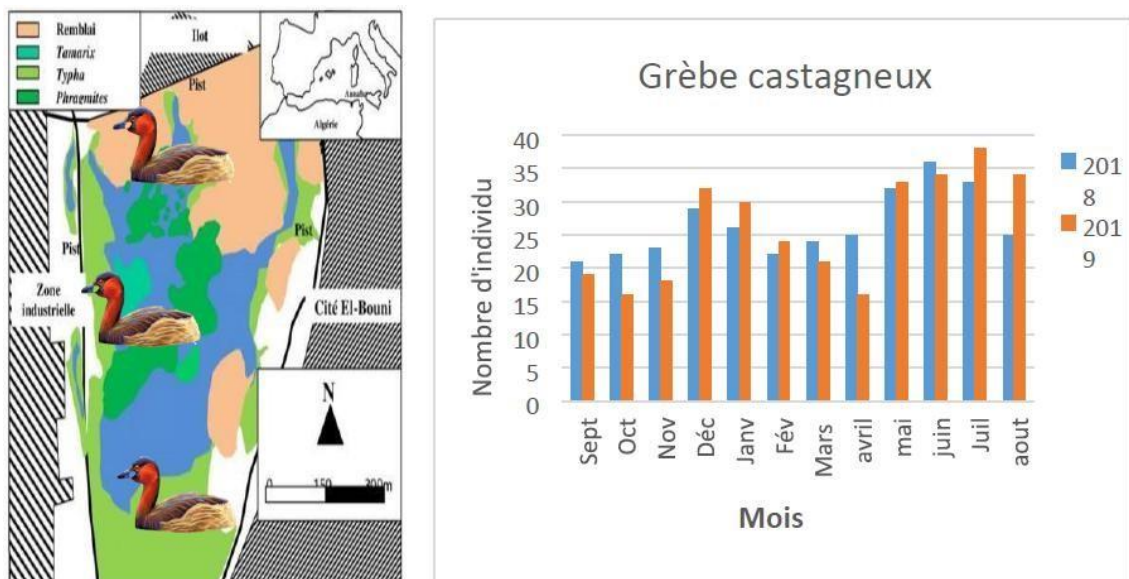 Remblai
Tamarix
Typha
Phragmites
Ilot
Annaba
Algérie
Pist
Pist
Pist
Zone
industrielle
Cité El-Bouni
N
0 150 300m
Grèbe castagneux
Nombre d'individu
40
35
30
25
20
15
10
5
0
Sept
Oct
Nov
Déc
Janv
Fév
Mars
avril
mai
juin
Juil
aout
Mois
201
8
201
9